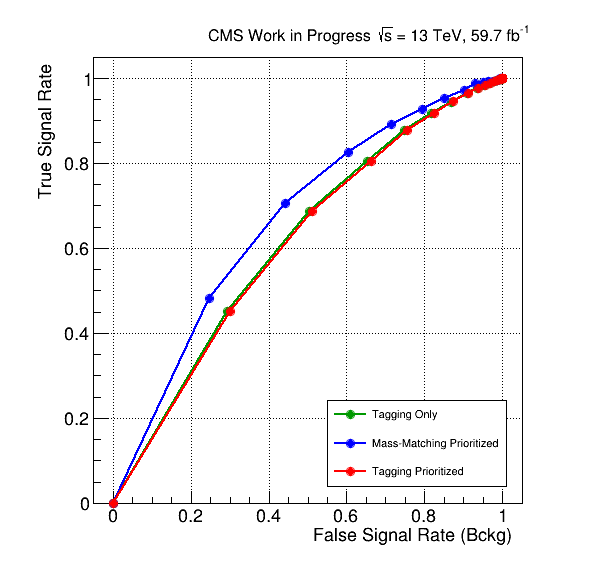 CMS Work in Progress √s = 13 TeV, 59.7 fb⁻¹
True Signal Rate
1
0.8
0.6
0.4
0.2
0
Tagging Only
Mass-Matching Prioritized
Tagging Prioritized
0 0.2 0.4 0.6 0.8 1
False Signal Rate (Bckg)